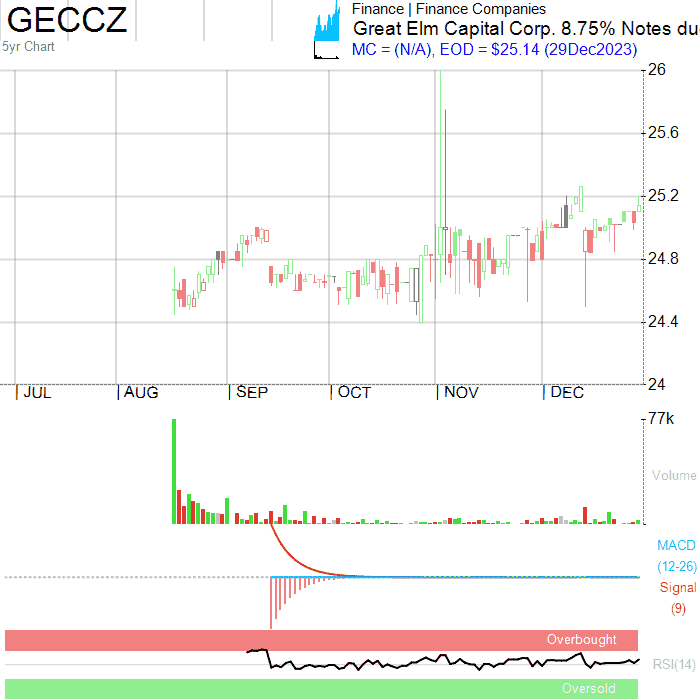 GECCZ
5yr Chart
Finance | Finance Companies
Great Elm Capital Corp. 8.75% Notes du
MC = (N/A), EOD = $25.14 (29Dec2023)
26
25.6
25.2
24.8
24.4
24
JUL
AUG
SEP
OCT
NOV
DEC
77k
Volume
MACD
(12-26)
Signal
(9)
Overbought
RSI(14)
Oversold